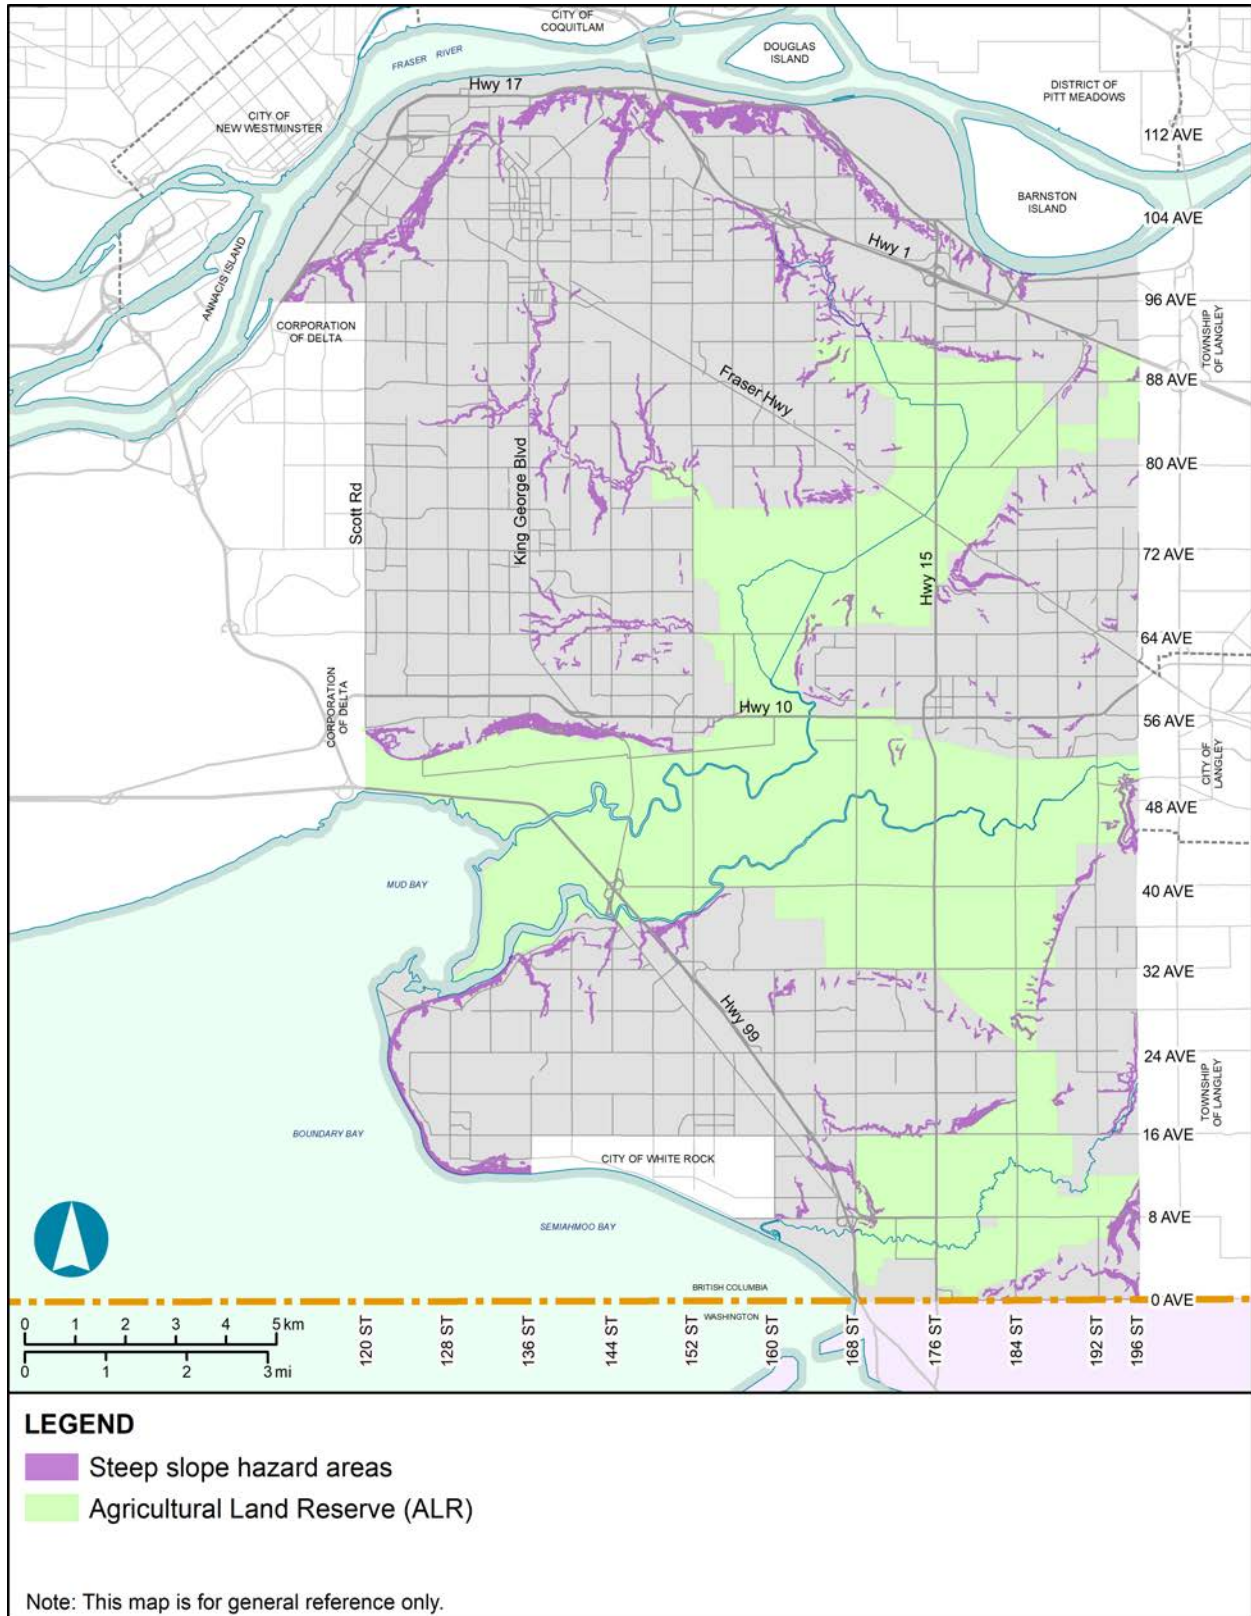 CITY OF
COQUITLAM
DOUGLAS
ISLAND
FRASER RIVER
Hwy 17
DISTRICT OF
PITT MEADOWS
CITY OF
NEW WESTMINSTER
112 AVE
BARNSTON
ISLAND
104 AVE
Hwy 1
ANNACIS ISLAND
96 AVE
CORPORATION
OF DELTA
TOWNSHIP
OF LANGLEY
88 AVE
Fraser Hwy
80 AVE
King George Blvd
Scott Rd
72 AVE
Hwy 15
64 AVE
CORPORATION
OF DELTA
Hwy 10
56 AVE
CITY OF
LANGLEY
48 AVE
MUD BAY
40 AVE
32 AVE
Hwy 99
24 AVE
TOWNSHIP
OF LANGLEY
BOUNDARY BAY
16 AVE
CITY OF WHITE ROCK
SEMIAHMOO BAY
8 AVE
BRITISH COLUMBIA
0 AVE
WASHINGTON
0 1 2 3 4 5 km
0 1 2 3 mi
120 ST
128 ST
136 ST
144 ST
152 ST
160 ST
168 ST
176 ST
184 ST
192 ST
196 ST
LEGEND
Steep slope hazard areas
Agricultural Land Reserve (ALR)
Note: This map is for general reference only.